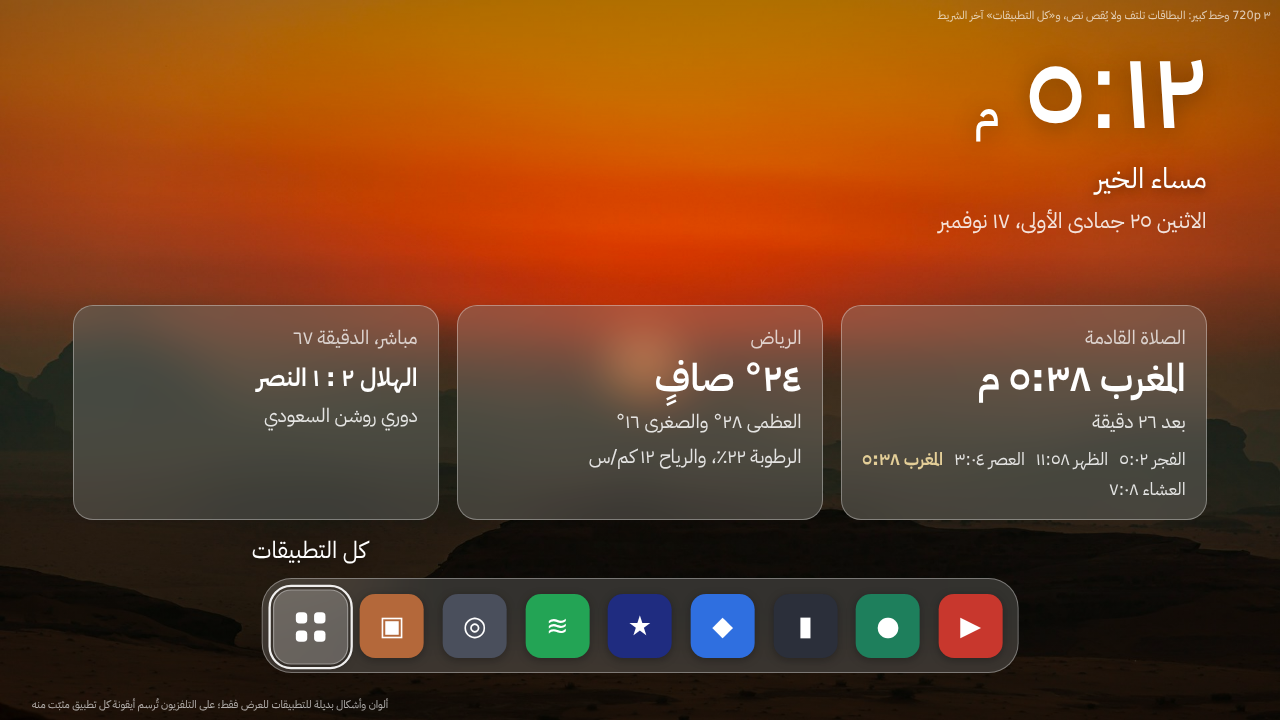 ٣ 720p وخط كبير: البطاقات تلتف ولا يُقص نص، و«كل التطبيقات» آخر الشريط
٥:١٢ م
مساء الخير
الاثنين ٢٥ جمادى الأولى، ١٧ نوفمبر
الصلاة القادمة
المغرب ٥:٣٨ م
بعد ٢٦ دقيقة
الفجر ٥:٠٢ الظهر ١١:٥٨ العصر ٣:٠٤ المغرب ٥:٣٨
العشاء ٧:٠٨
الرياض
٢٤° صافٍ
العظمى ٢٨° والصغرى ١٦°
الرطوبة ٢٢٪، والرياح ١٢ كم/س
مباشر، الدقيقة ٦٧
الهلال ٢ : ١ النصر
دوري روشن السعودي
كل التطبيقات
ألوان وأشكال بديلة للتطبيقات للعرض فقط؛ على التلفزيون تُرسم أيقونة كل تطبيق مثبّت منه